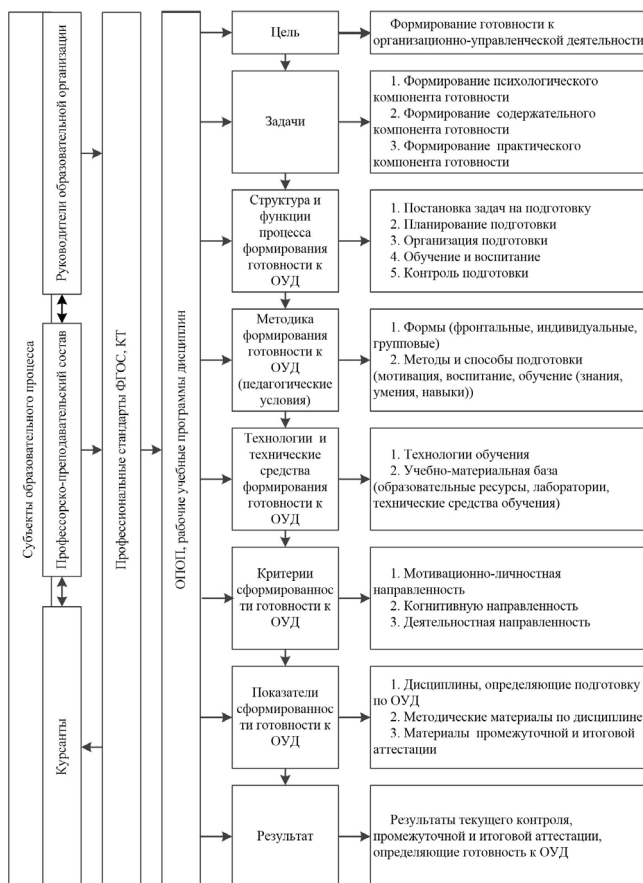 Субъекты образовательного процесса
Руководители образовательной организации
Профессорско-преподавательский состав
Курсанты
Профессиональные стандарты ФГОС, КТ
ОПОП, рабочие учебные программы дисциплин
Цель
Формирование готовности к
организационно-управленческой деятельности
Задачи
1. Формирование психологического
компонента готовности
2. Формирование содержательного
компонента готовности
3. Формирование практического
компонента готовности
Структура и
функции
процесса
формирования
готовности к
ОУД
1. Постановка задач на подготовку
2. Планирование подготовки
3. Организация подготовки
4. Обучение и воспитание
5. Контроль подготовки
Методика
формирования
готовности к
ОУД
(педагогические
условия)
1. Формы (фронтальные, индивидуальные,
групповые)
2. Методы и способы подготовки
(мотивация, воспитание, обучение (знания,
умения, навыки))
Технологии и
технические
средства
формирования
готовности к
ОУД
1. Технологии обучения
2. Учебно-материальная база
(образовательные ресурсы, лаборатории,
технические средства обучения)
Критерии
сформированнос
ти готовности к
ОУД
1. Мотивационно-личностная
направленность
2. Когнитивную направленность
3. Деятельностная направленность
Показатели
сформированнос
ти готовности к
ОУД
1. Дисциплины, определяющие подготовку
по ОУД
2. Методические материалы по дисциплине
3. Материалы промежуточной и итоговой
аттестации
Результат
Результаты текущего контроля,
промежуточной и итоговой аттестации,
определяющие готовность к ОУД